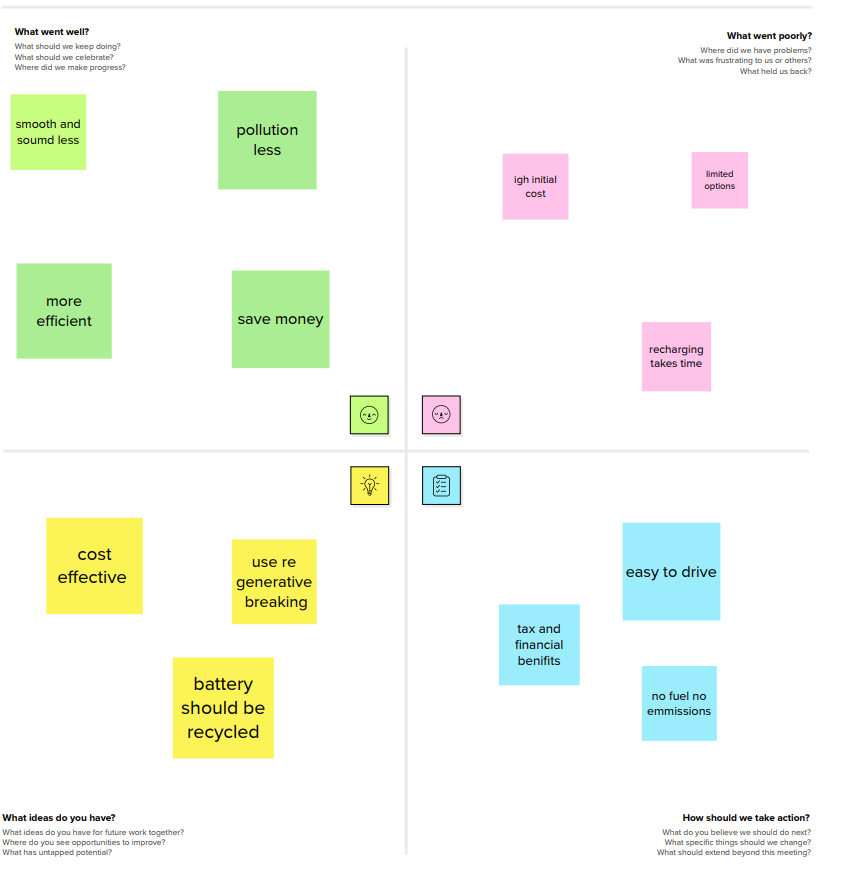 What went well?
What should we keep doing?
What should we celebrate?
Where did we make progress?
What went poorly?
Where did we have problems?
What was frustrating to us or others?
What held us back?
smooth and
soumd less
pollution
less
igh initial
cost
limited
options
more
efficient
save money
recharging
takes time
cost
effective
use re
generative
breaking
battery
should be
recycled
easy to drive
tax and
financial
benifits
no fuel no
emmissions
What ideas do you have?
What ideas do you have for future work together?
Where do you see opportunities to improve?
What has untapped potential?
How should we take action?
What do you believe we should do next?
What specific things should we change?
What should extend beyond this meeting?